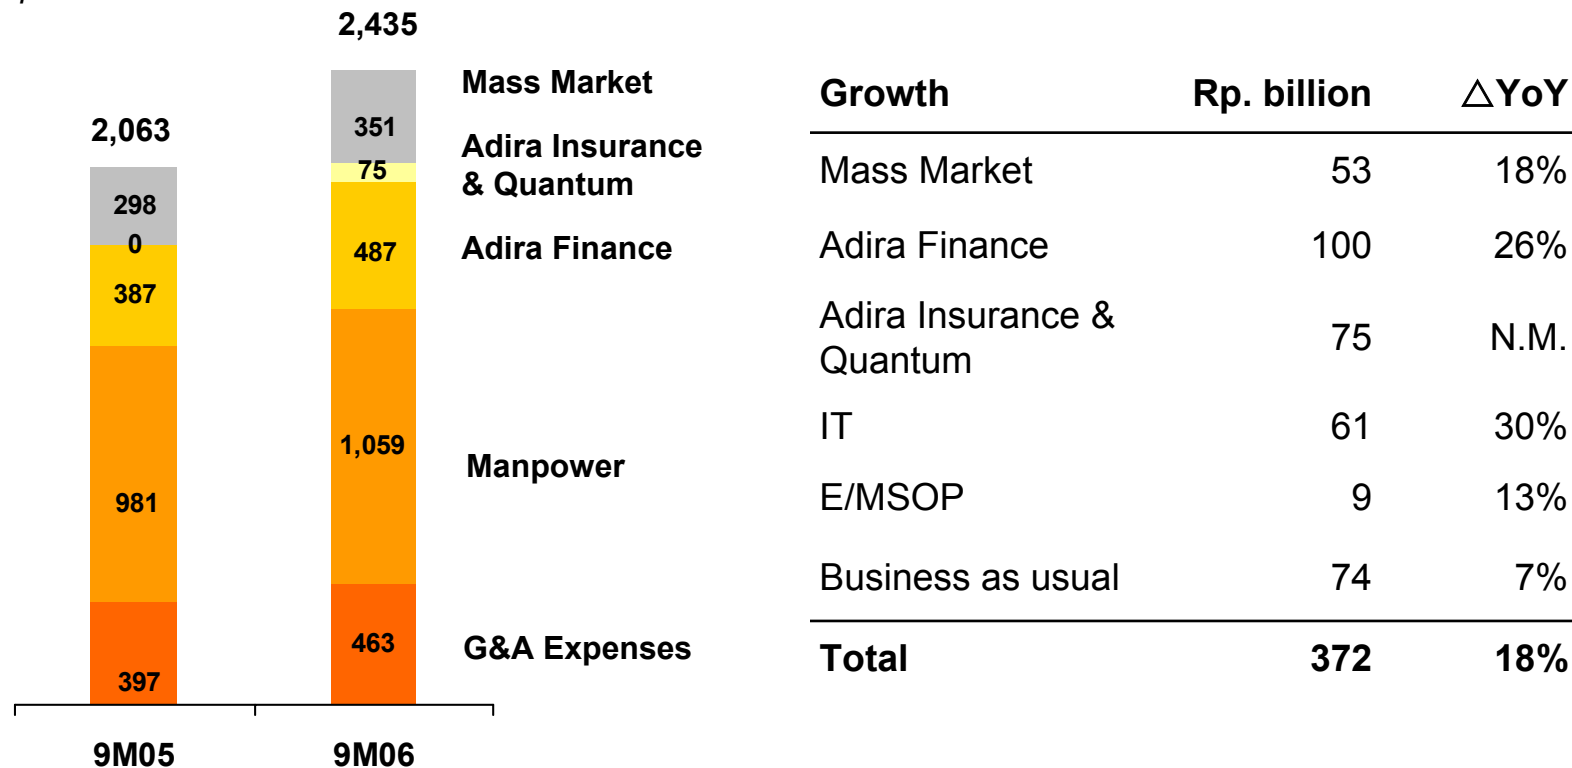 2,435
2,063
351
75
487
1,059
463
298
0
387
981
397
9M05
9M06
Mass Market
Adira Insurance
& Quantum
Adira Finance
Manpower
G&A Expenses
Growth Rp. billion △YoY
Mass Market 53 18%
Adira Finance 100 26%
Adira Insurance &
Quantum 75 N.M.
IT 61 30%
E/MSOP 9 13%
Business as usual 74 7%
Total 372 18%